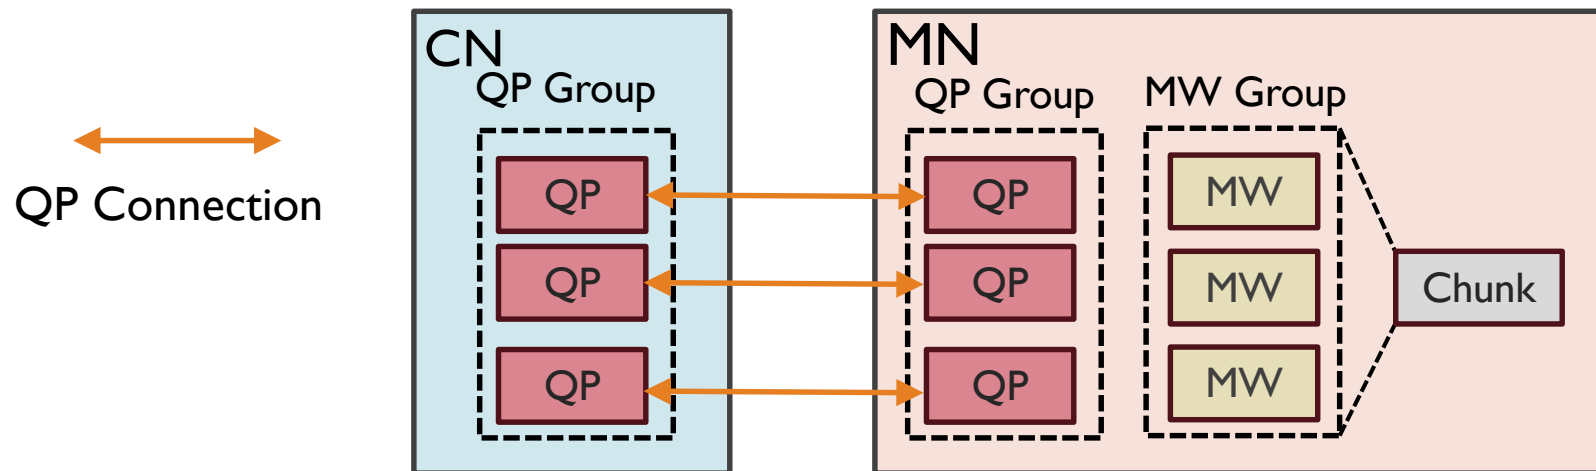 QP Connection
CN
QP Group
QP
QP
QP
MN
QP Group
QP
QP
QP
MW Group
MW
MW
MW
Chunk